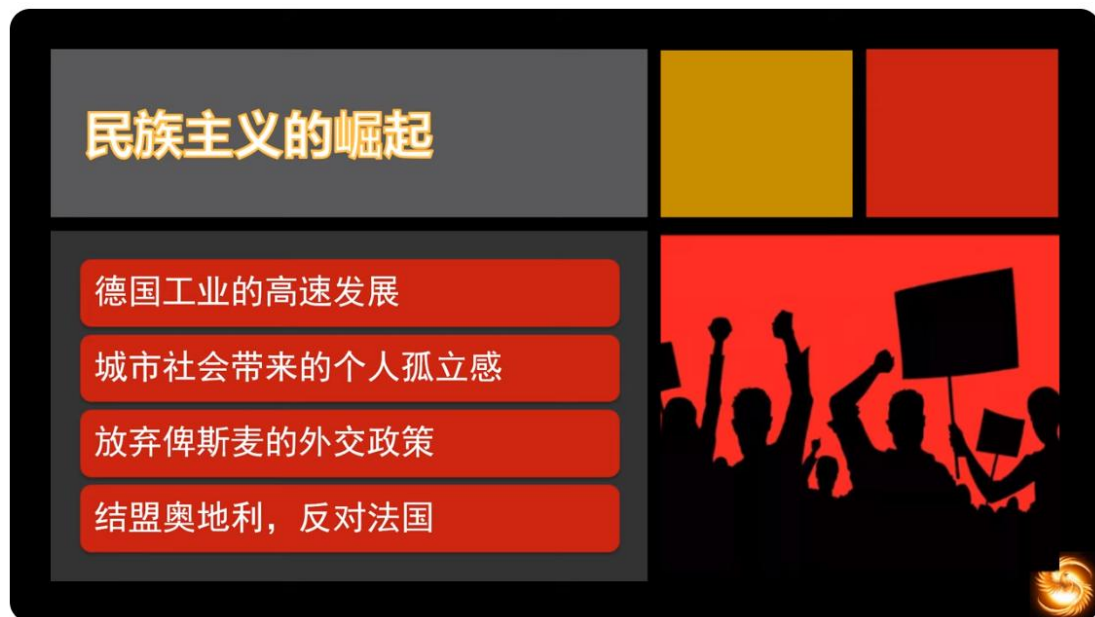 民族主义的崛起
德国工业的高速发展
城市社会带来的个人孤立感
放弃俾斯麦的外交政策
结盟奥地利，反对法国